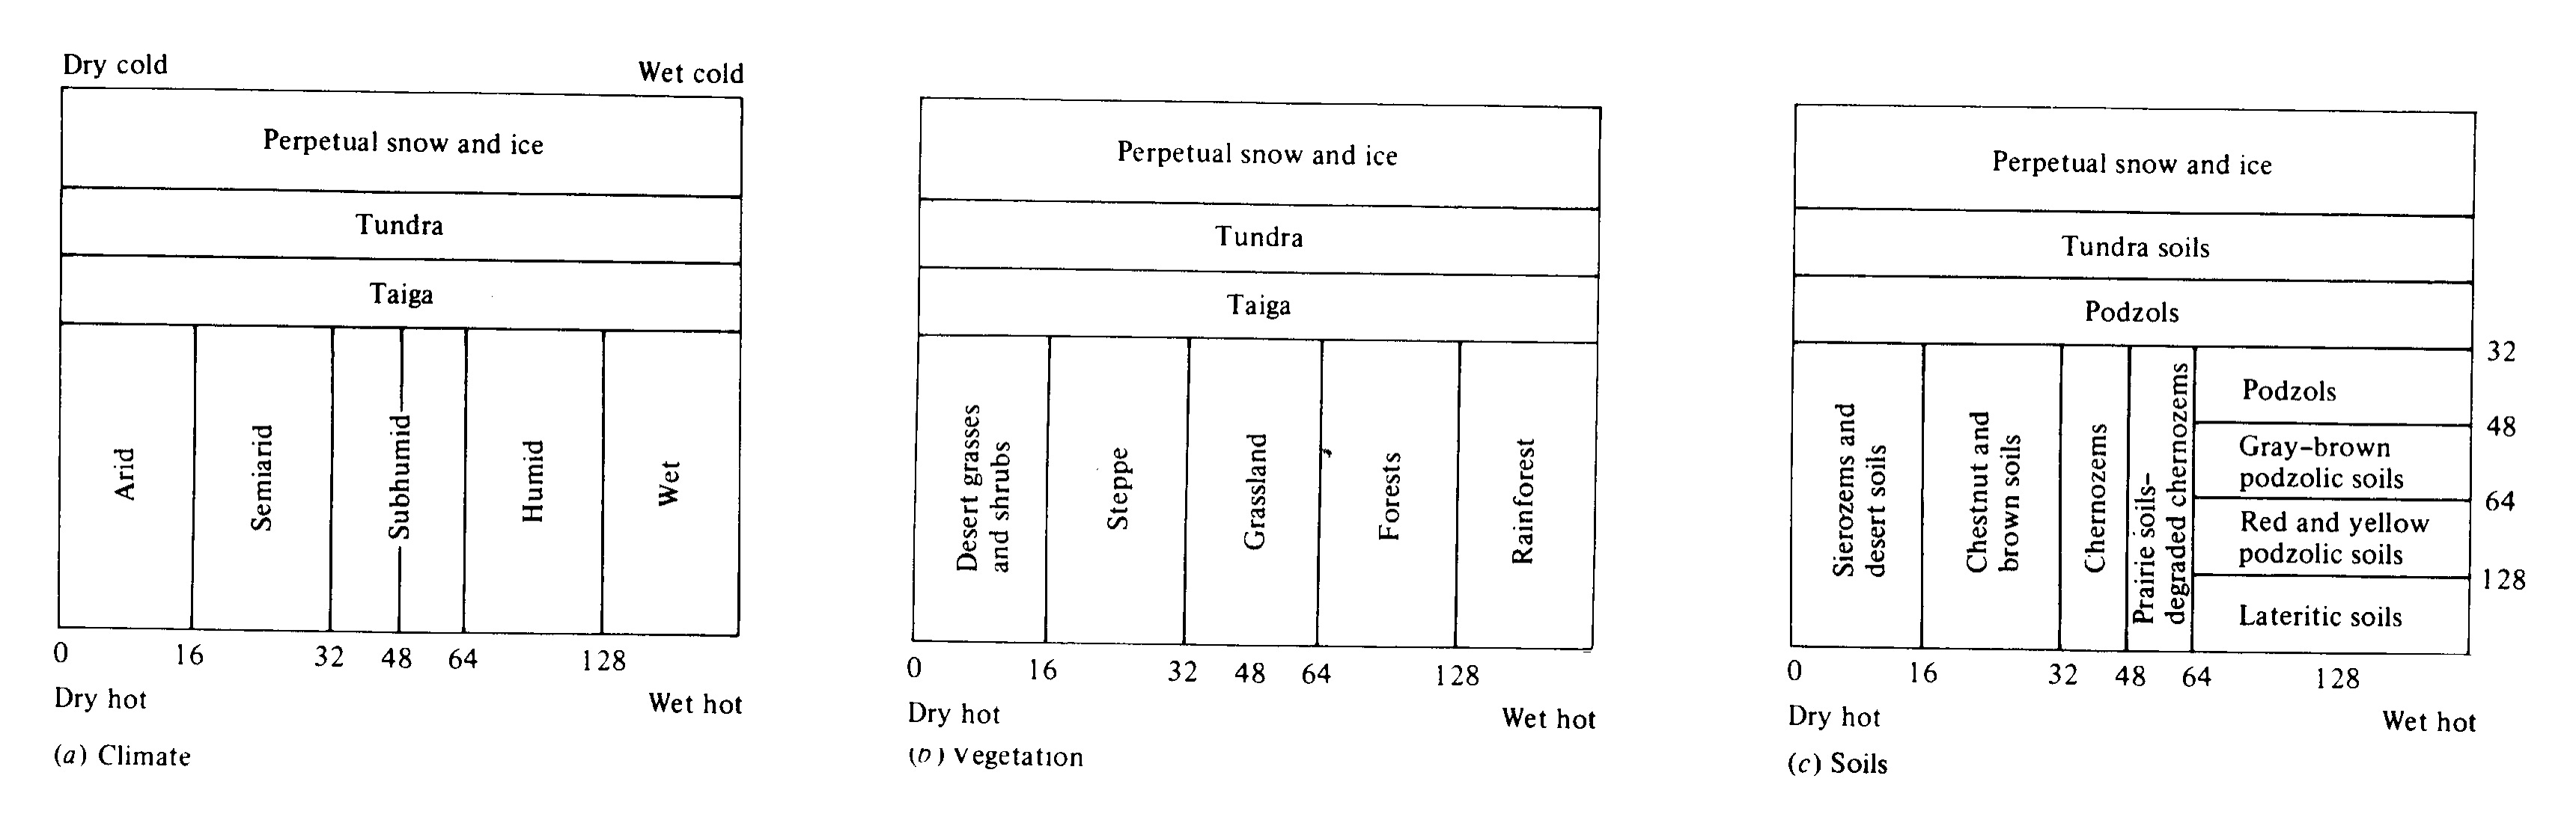 Dry cold
Wet cold
Perpetual snow and ice
Tundra
Taiga
Arid
Semiarid
Subhumid
Humid
Wet
0 16 32 48 64 128
Dry hot
Wet hot
(a) Climate
Perpetual snow and ice
Tundra
Taiga
Desert grasses
and shrubs
Steppe
Grassland
Forests
Rainforest
0 16 32 48 64 128
Dry hot
Wet hot
(b) Vegetation
Perpetual snow and ice
Tundra soils
Podzols
32
Sierozems and
desert soils
Chestnut and
brown soils
Chernozems
Prairie soils–
degraded chernozems
Podzols
48
Gray–brown
podzolic soils
64
Red and yellow
podzolic soils
128
Lateritic soils
0 16 32 48 64 128
Dry hot
Wet hot
(c) Soils